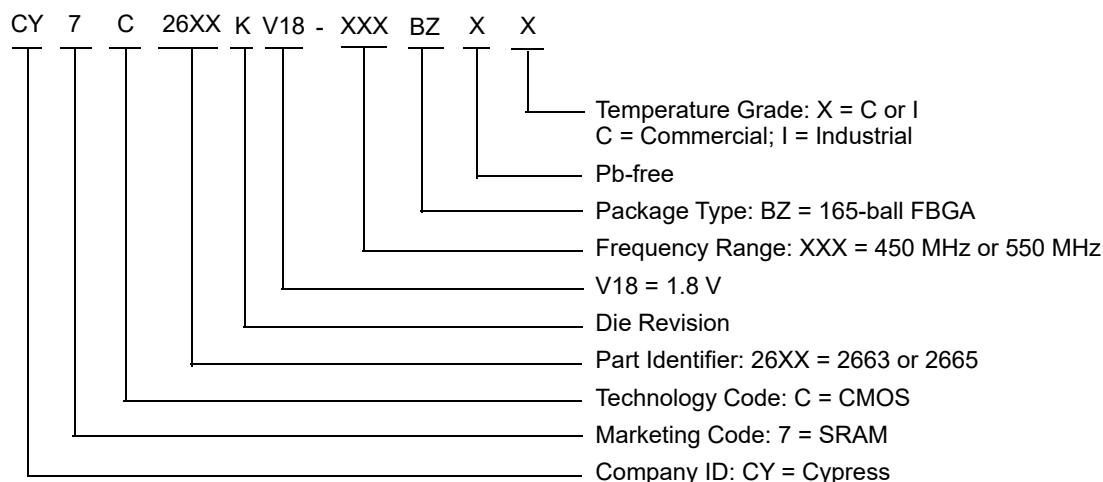 CY 7 C 26XX K V18 - XXX BZ X X
Temperature Grade: X = C or I
C = Commercial; I = Industrial
Pb-free
Package Type: BZ = 165-ball FBGA
Frequency Range: XXX = 450 MHz or 550 MHz
V18 = 1.8 V
Die Revision
Part Identifier: 26XX = 2663 or 2665
Technology Code: C = CMOS
Marketing Code: 7 = SRAM
Company ID: CY = Cypress